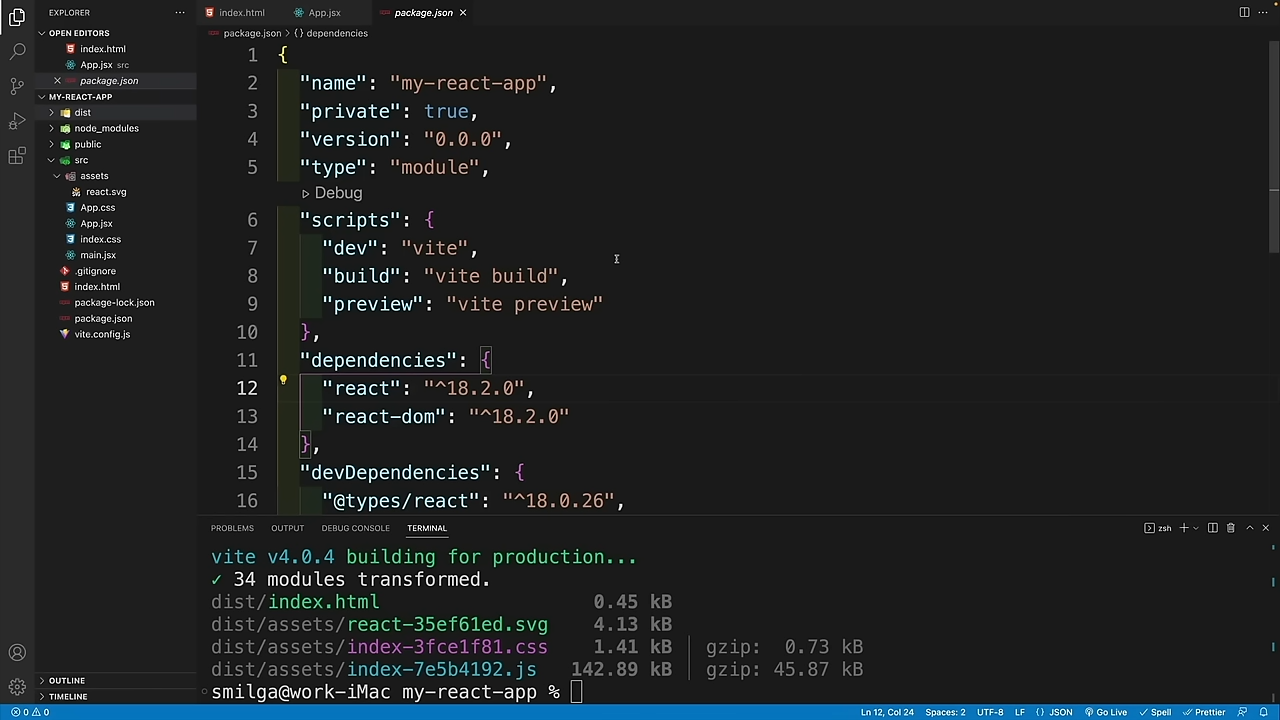 EXPLORER
OPEN EDITORS
index.html
App.jsx src
package.json
MY-REACT-APP
dist
node_modules
public
src
assets
react.svg
App.css
App.jsx
index.css
main.jsx
.gitignore
index.html
package-lock.json
package.json
vite.config.js
OUTLINE
TIMELINE
index.html App.jsx package.json
package.json > {} dependencies
1 {
2 "name": "my-react-app",
3 "private": true,
4 "version": "0.0.0",
5 "type": "module",
Debug
6 "scripts": {
7 "dev": "vite",
8 "build": "vite build",
9 "preview": "vite preview"
10 },
11 "dependencies": {
12 "react": "^18.2.0",
13 "react-dom": "^18.2.0"
14 },
15 "devDependencies": {
16 "@types/react": "^18.0.26",
PROBLEMS OUTPUT DEBUG CONSOLE TERMINAL zsh
vite v4.0.4 building for production...
✓ 34 modules transformed.
dist/index.html 0.45 kB
dist/assets/react-35ef61ed.svg 4.13 kB
dist/assets/index-3fce1f81.css 1.41 kB │ gzip: 0.73 kB
dist/assets/index-7e5b4192.js 142.89 kB │ gzip: 45.87 kB
smilga@work-iMac my-react-app %
0 0 Ln 12, Col 24 Spaces: 2 UTF-8 LF {} JSON Go Live Spell Prettier